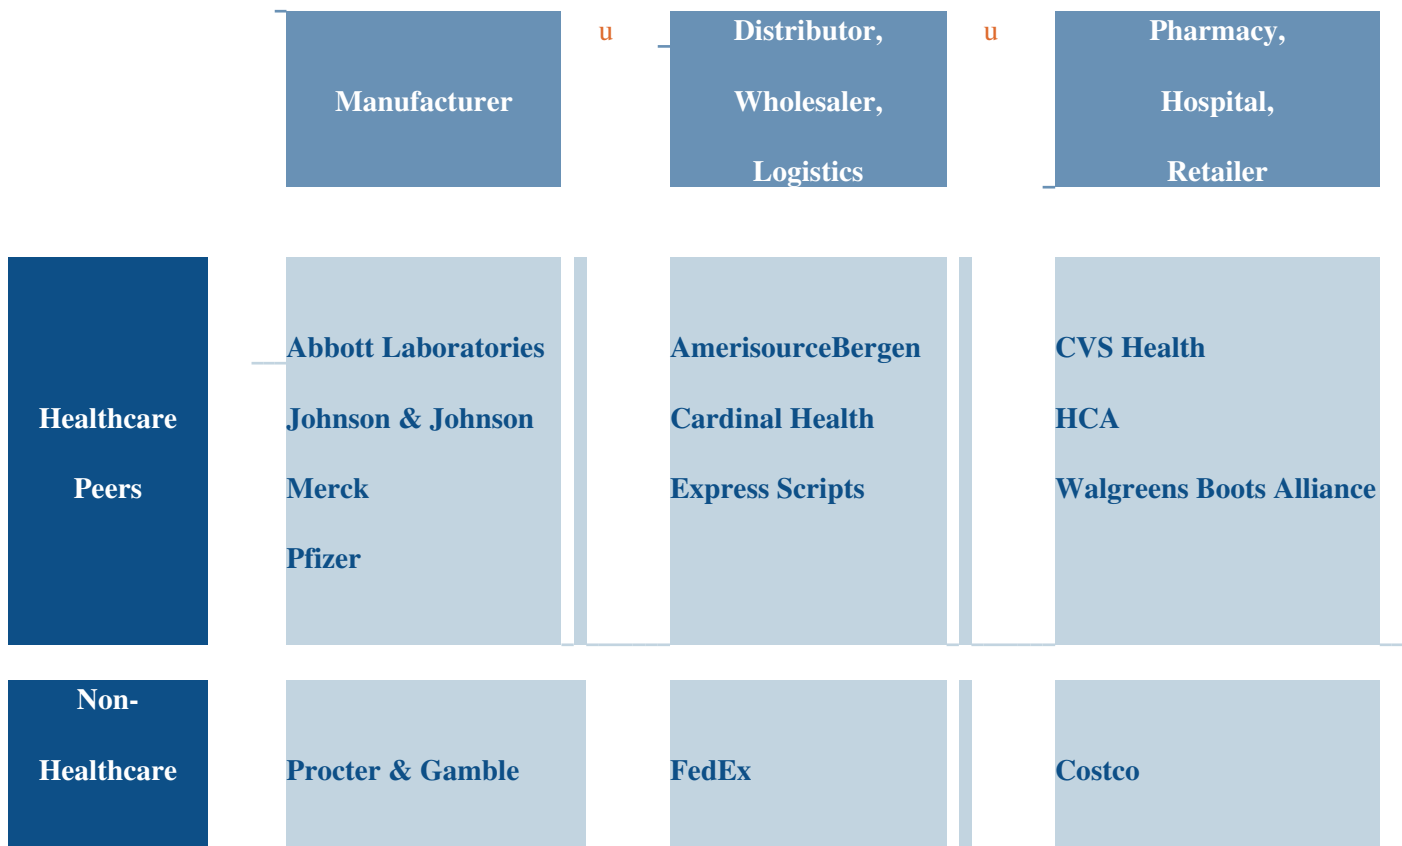 Manufacturer
u
Distributor,
Wholesaler,
Logistics
u
Pharmacy,
Hospital,
Retailer
Healthcare
Peers
Abbott Laboratories
Johnson & Johnson
Merck
Pfizer
AmerisourceBergen
Cardinal Health
Express Scripts
CVS Health
HCA
Walgreens Boots Alliance
Non-
Healthcare
Procter & Gamble
FedEx
Costco